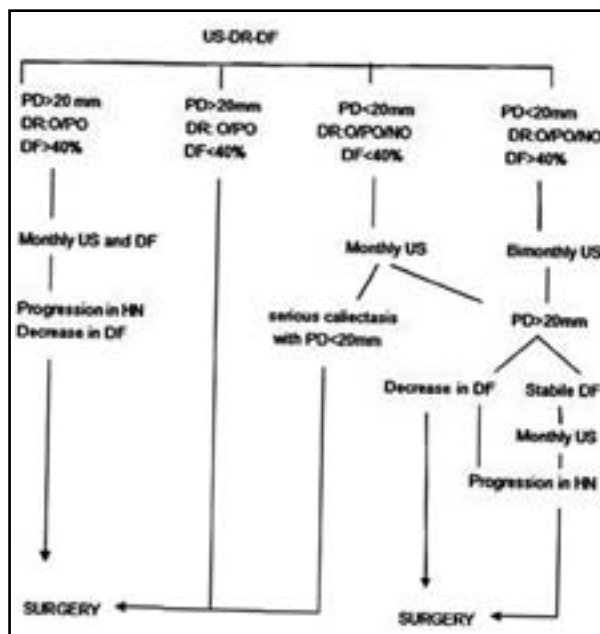 US-DR-DF
PD>20 mm
DR:O/PO
DF>40%
PD>20mm
DR: O/PO
DF<40%
PD<20mm
DR:O/PO/NO
DF<40%
PD<20mm
DR:O/PO/NO
DF>40%
Monthly US and DF
Monthly US
Bimonthly US
Progression in HN
Decrease in DF
serious caliectasis
with PD<20mm
PD>20mm
Decrease in DF
Stabile DF
Monthly US
Progression in HN
SURGERY
SURGERY